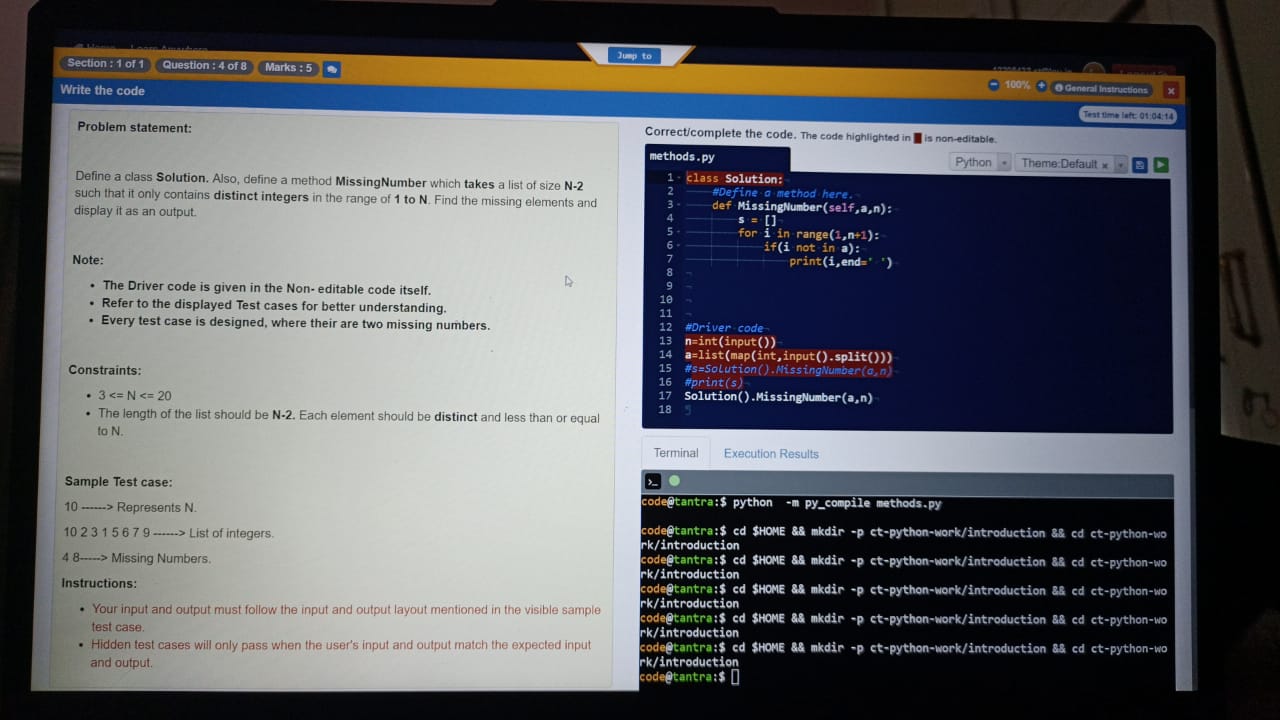 Jump to
Section : 1 of 1 Question : 4 of 8 Marks : 5
100% General Instructions x
Write the code
Test time left: 01:04:14
Problem statement:
Define a class Solution. Also, define a method MissingNumber which takes a list of size N-2
such that it only contains distinct integers in the range of 1 to N. Find the missing elements and
display it as an output.
Note:
• The Driver code is given in the Non- editable code itself.
• Refer to the displayed Test cases for better understanding.
• Every test case is designed, where their are two missing numbers.
Constraints:
• 3 <= N <= 20
• The length of the list should be N-2. Each element should be distinct and less than or equal
to N.
Sample Test case:
10 ------> Represents N.
10 2 3 1 5 6 7 9 ------> List of integers.
4 8-----> Missing Numbers.
Instructions:
• Your input and output must follow the input and output layout mentioned in the visible sample
test case.
• Hidden test cases will only pass when the user's input and output match the expected input
and output.
Correct/complete the code. The code highlighted in is non-editable.
methods.py
Python Theme:Default x
1 class Solution:
2 #Define a method here.
3 def MissingNumber(self,a,n):
4 s = []
5 for i in range(1,n+1):
6 if(i not in a):
7 print(i,end=' ')
8
9
10
11
12 #Driver code
13 n=int(input())
14 a=list(map(int,input().split()))
15 #s=Solution().MissingNumber(a,n)
16 #print(s)
17 Solution().MissingNumber(a,n)
18
Terminal Execution Results
code@tantra:$ python -m py_compile methods.py
code@tantra:$ cd $HOME && mkdir -p ct-python-work/introduction && cd ct-python-wo
rk/introduction
code@tantra:$ cd $HOME && mkdir -p ct-python-work/introduction && cd ct-python-wo
rk/introduction
code@tantra:$ cd $HOME && mkdir -p ct-python-work/introduction && cd ct-python-wo
rk/introduction
code@tantra:$ cd $HOME && mkdir -p ct-python-work/introduction && cd ct-python-wo
rk/introduction
code@tantra:$ cd $HOME && mkdir -p ct-python-work/introduction && cd ct-python-wo
rk/introduction
code@tantra:$